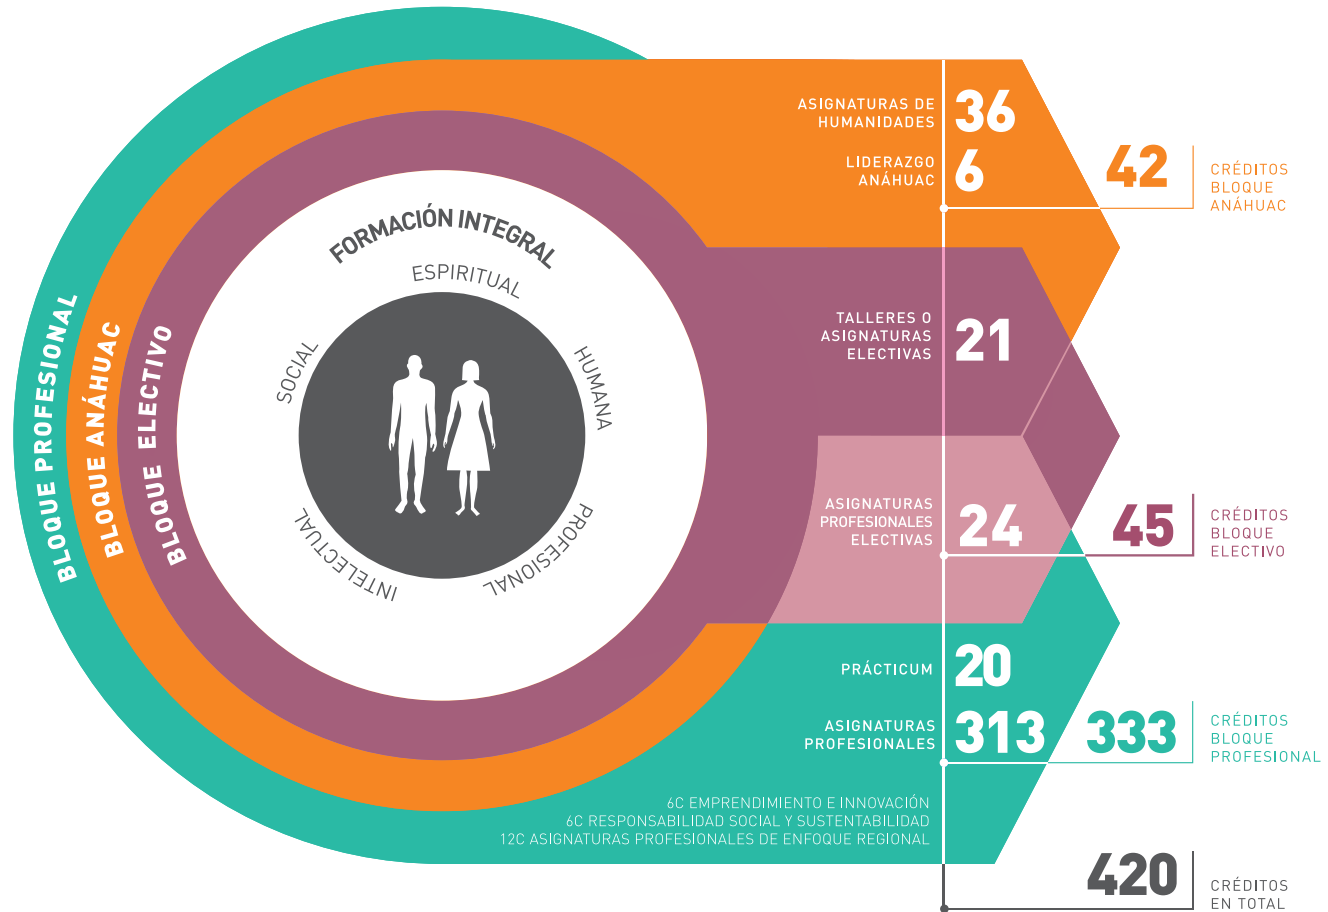 BLOQUE PROFESIONAL
BLOQUE ANÁHUAC
BLOQUE ELECTIVO
FORMACIÓN INTEGRAL
ESPIRITUAL
HUMANA
PROFESIONAL
INTELECTUAL
SOCIAL
ASIGNATURAS DE
HUMANIDADES
36
LIDERAZGO
ANÁHUAC
6
42
CRÉDITOS
BLOQUE
ANÁHUAC
TALLERES O
ASIGNATURAS
ELECTIVAS
21
ASIGNATURAS
PROFESIONALES
ELECTIVAS
24
45
CRÉDITOS
BLOQUE
ELECTIVO
PRÁCTICUM
20
ASIGNATURAS
PROFESIONALES
313
333
CRÉDITOS
BLOQUE
PROFESIONAL
6C EMPRENDIMIENTO E INNOVACIÓN
6C RESPONSABILIDAD SOCIAL Y SUSTENTABILIDAD
12C ASIGNATURAS PROFESIONALES DE ENFOQUE REGIONAL
420
CRÉDITOS
EN TOTAL